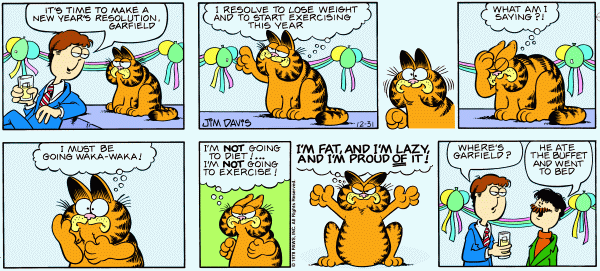 IT'S TIME TO MAKE A
NEW YEAR'S RESOLUTION,
GARFIELD
I RESOLVE TO LOSE WEIGHT
AND TO START EXERCISING
THIS YEAR
JIM DAVIS
12-31
WHAT AM I
SAYING?!
I MUST BE
GOING WAKA-WAKA!
I'M NOT GOING
TO DIET!...
I'M NOT GOING
TO EXERCISE!
I'M FAT, AND I'M LAZY,
AND I'M PROUD OF IT!
WHERE'S
GARFIELD?
HE ATE
THE BUFFET
AND WENT
TO BED